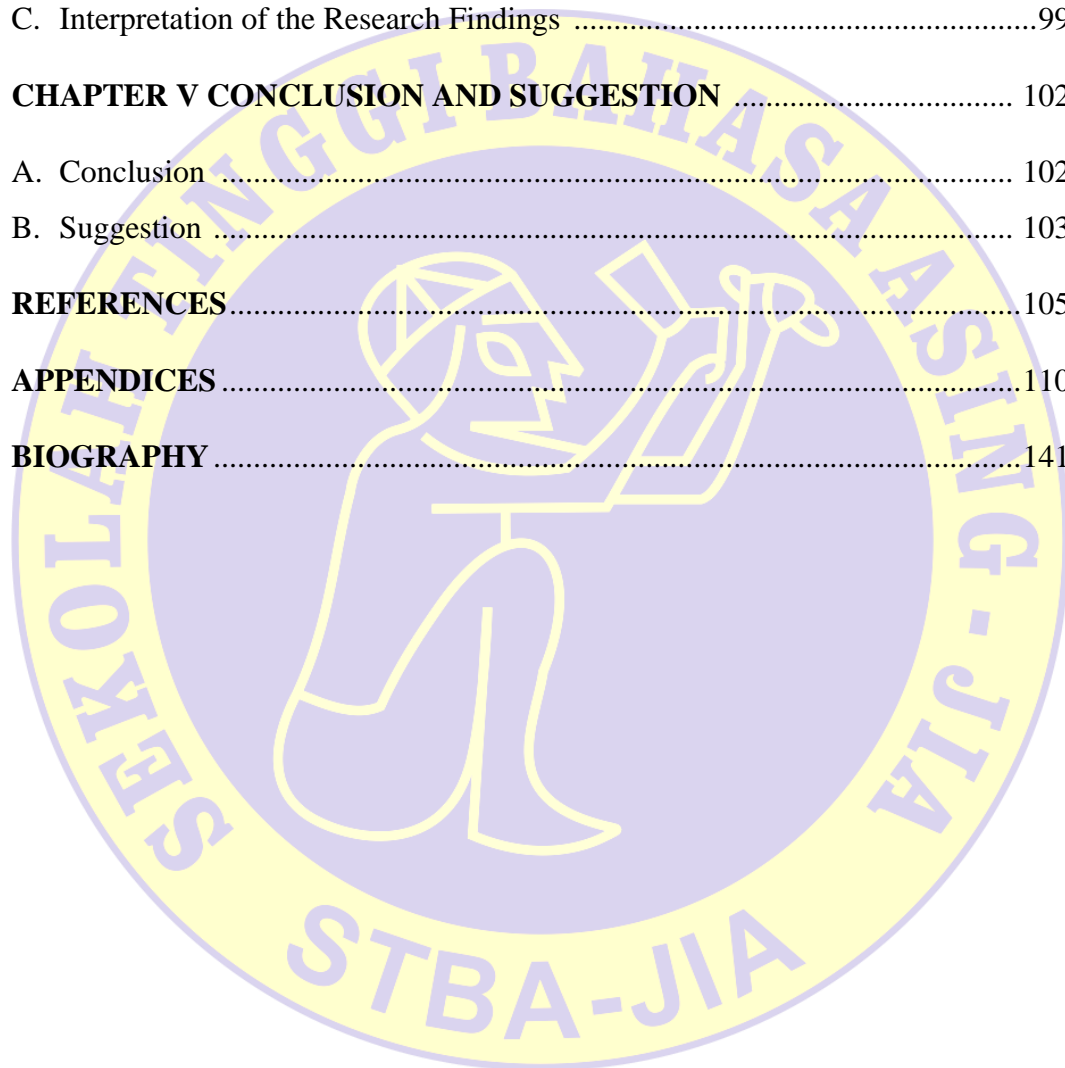 C. Interpretation of the Research Findings ........................................................99
CHAPTER V CONCLUSION AND SUGGESTION .................................. 102
A. Conclusion ................................................................................................ 102
B. Suggestion ................................................................................................. 103
REFERENCES................................................................................................105
APPENDICES .................................................................................................110
BIOGRAPHY ..................................................................................................141
SEKOLAH TINGGI BAHASA ASING - JIA
STBA-JIA